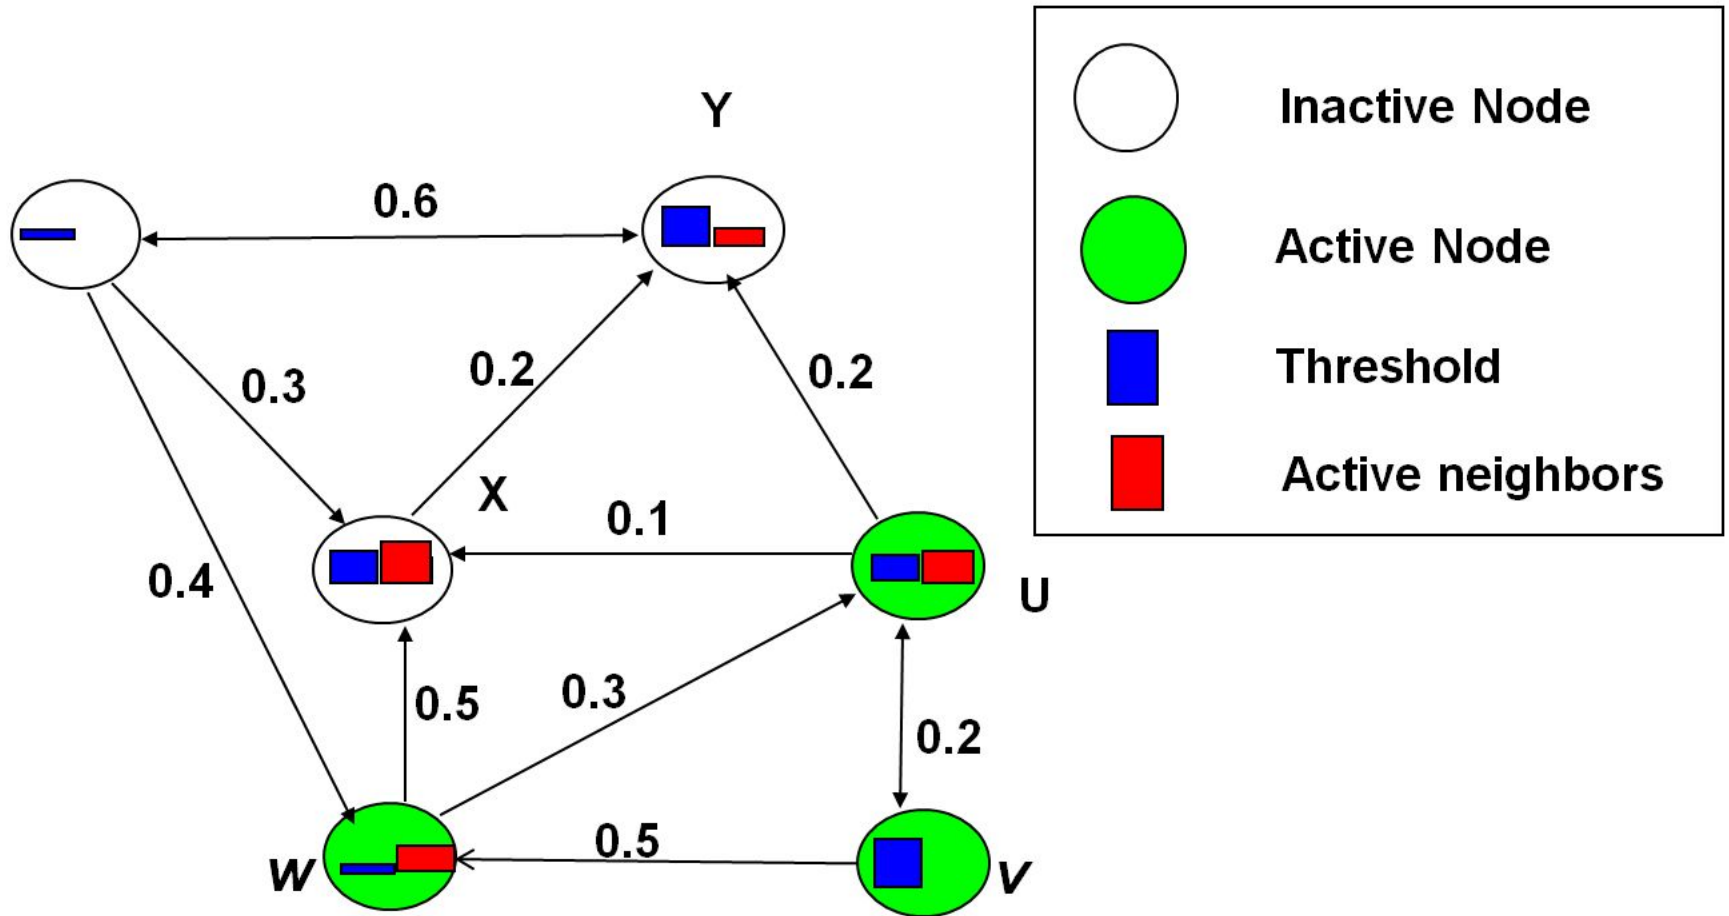 Y
0.6
0.3
0.2
0.2
X
0.1
0.4
U
0.5
0.3
0.2
0.5
w
v
Inactive Node
Active Node
Threshold
Active neighbors